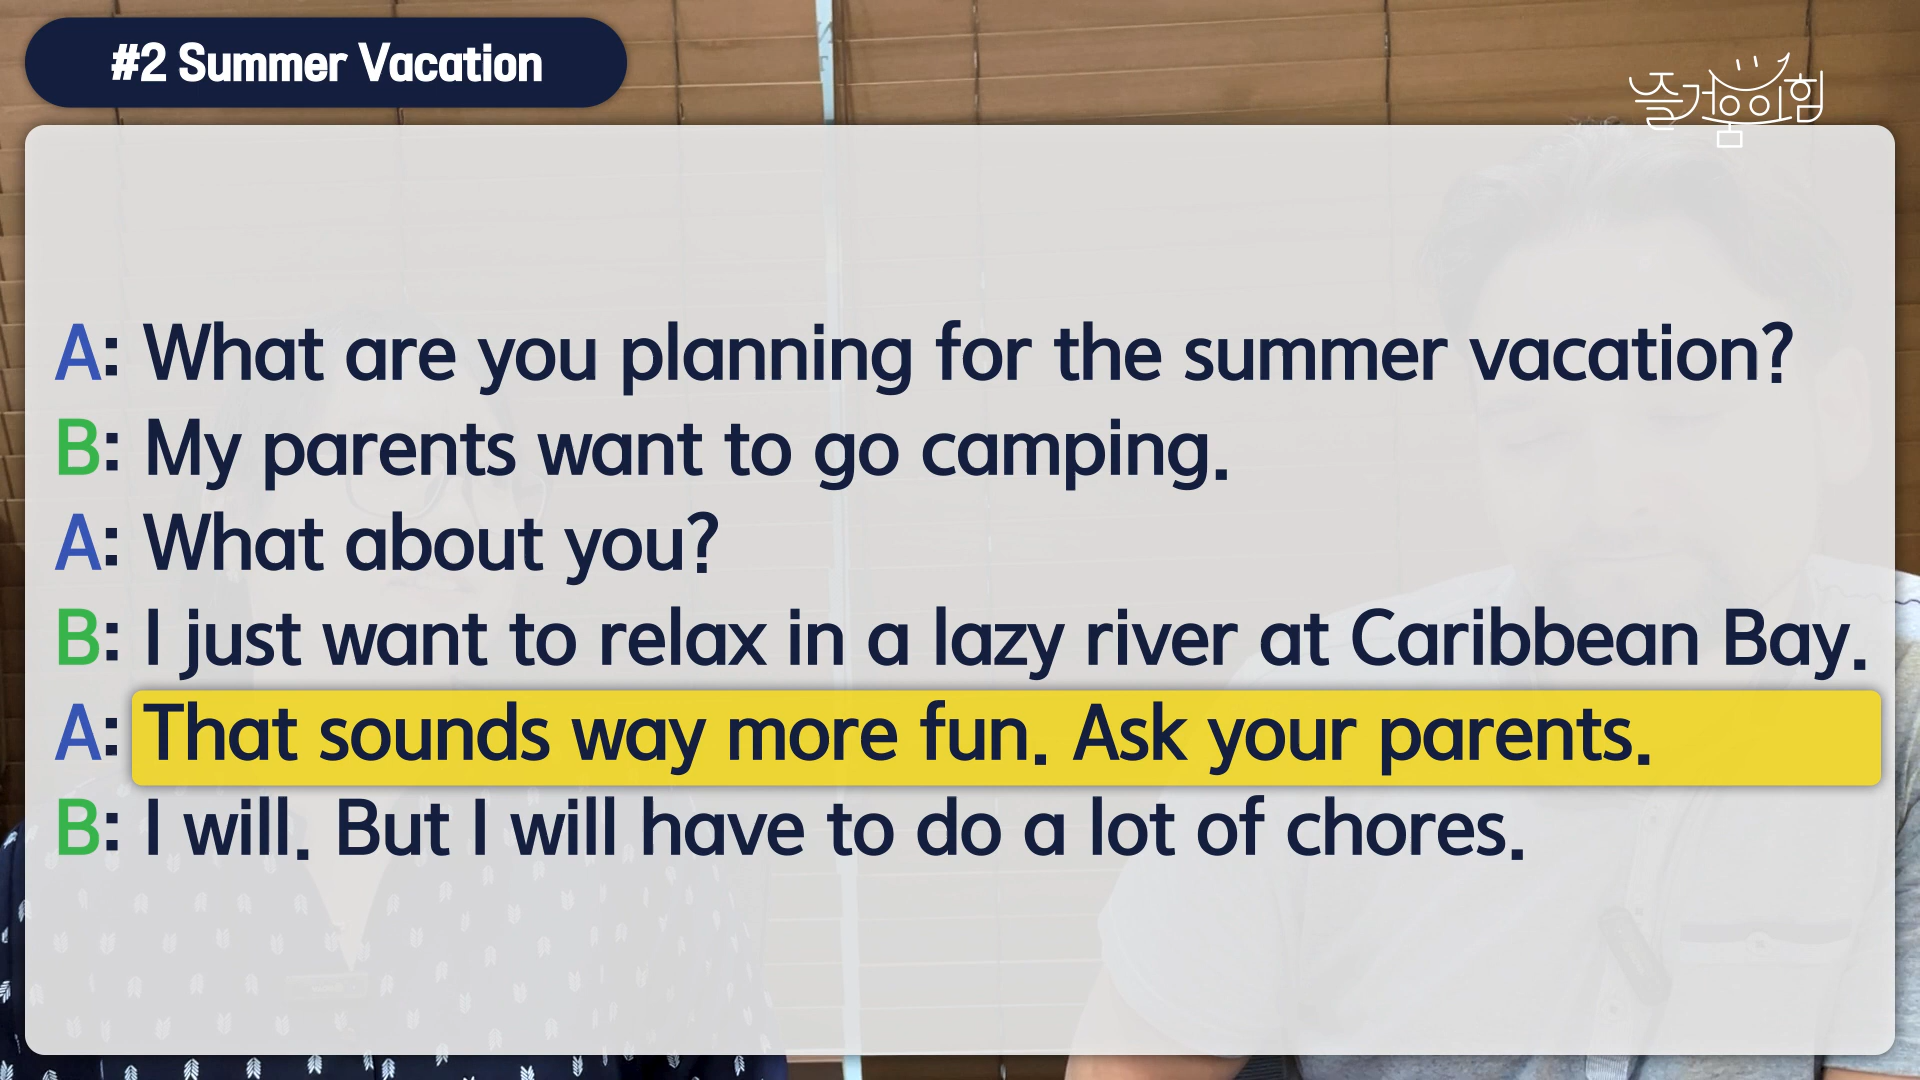 #2 Summer Vacation
즐거움의힘
A: What are you planning for the summer vacation?
B: My parents want to go camping.
A: What about you?
B: I just want to relax in a lazy river at Caribbean Bay.
A: That sounds way more fun. Ask your parents.
B: I will. But I will have to do a lot of chores.